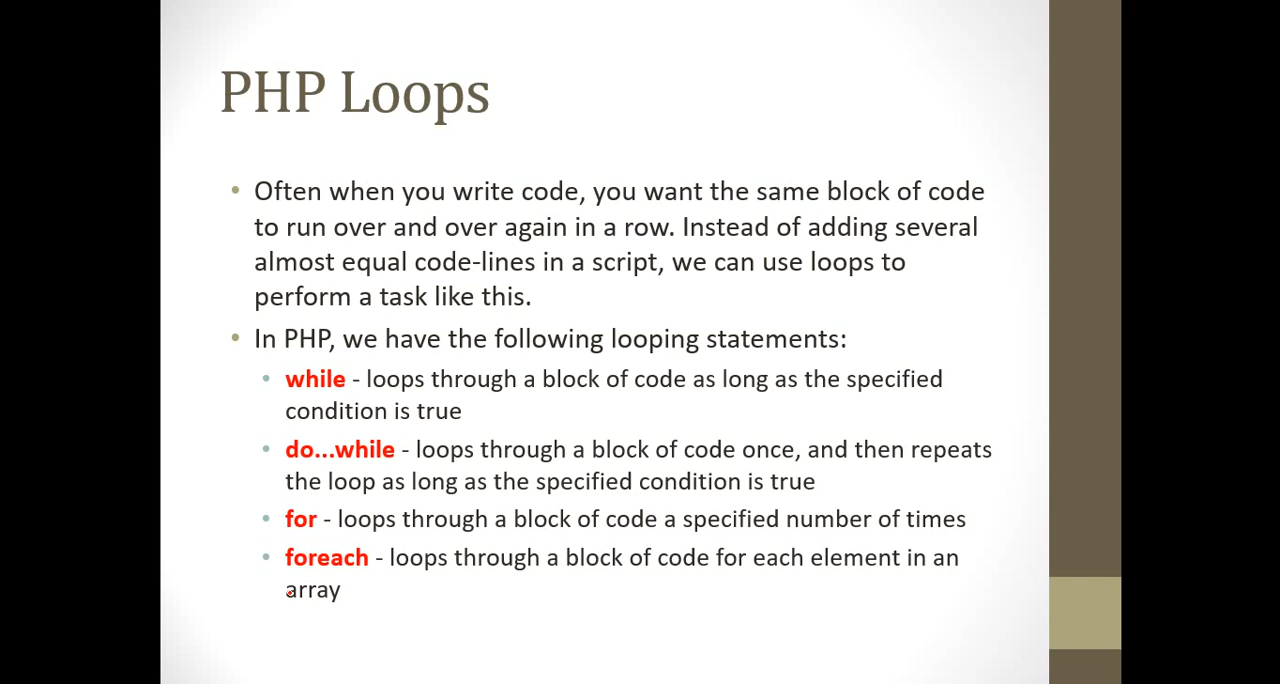 PHP Loops
• Often when you write code, you want the same block of code
to run over and over again in a row. Instead of adding several
almost equal code-lines in a script, we can use loops to
perform a task like this.
• In PHP, we have the following looping statements:
• while - loops through a block of code as long as the specified
condition is true
• do...while - loops through a block of code once, and then repeats
the loop as long as the specified condition is true
• for - loops through a block of code a specified number of times
• foreach - loops through a block of code for each element in an
array